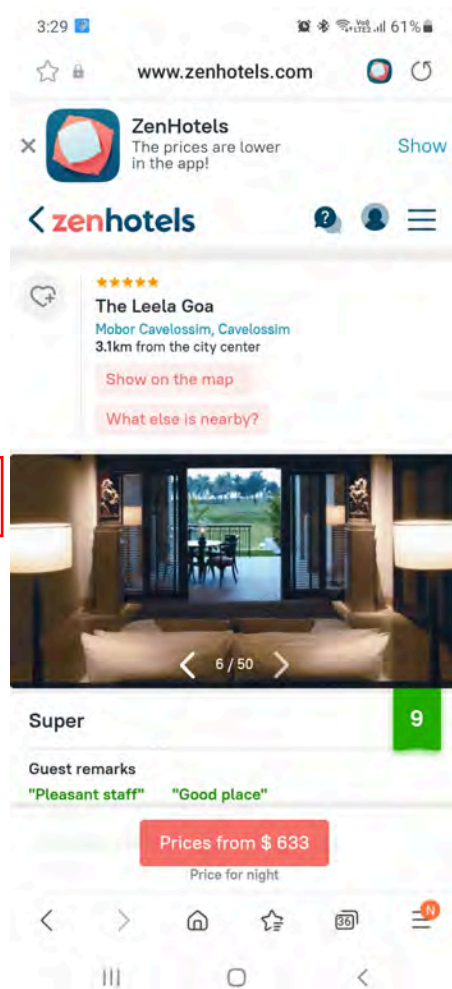 3:29 61%
www.zenhotels.com
ZenHotels
The prices are lower
in the app!
Show
zenhotels
The Leela Goa
Mobor Cavelossim, Cavelossim
3.1km from the city center
Show on the map
What else is nearby?
6 / 50
Super 9
Guest remarks
"Pleasant staff" "Good place"
Prices from $ 633
Price for night
36 N